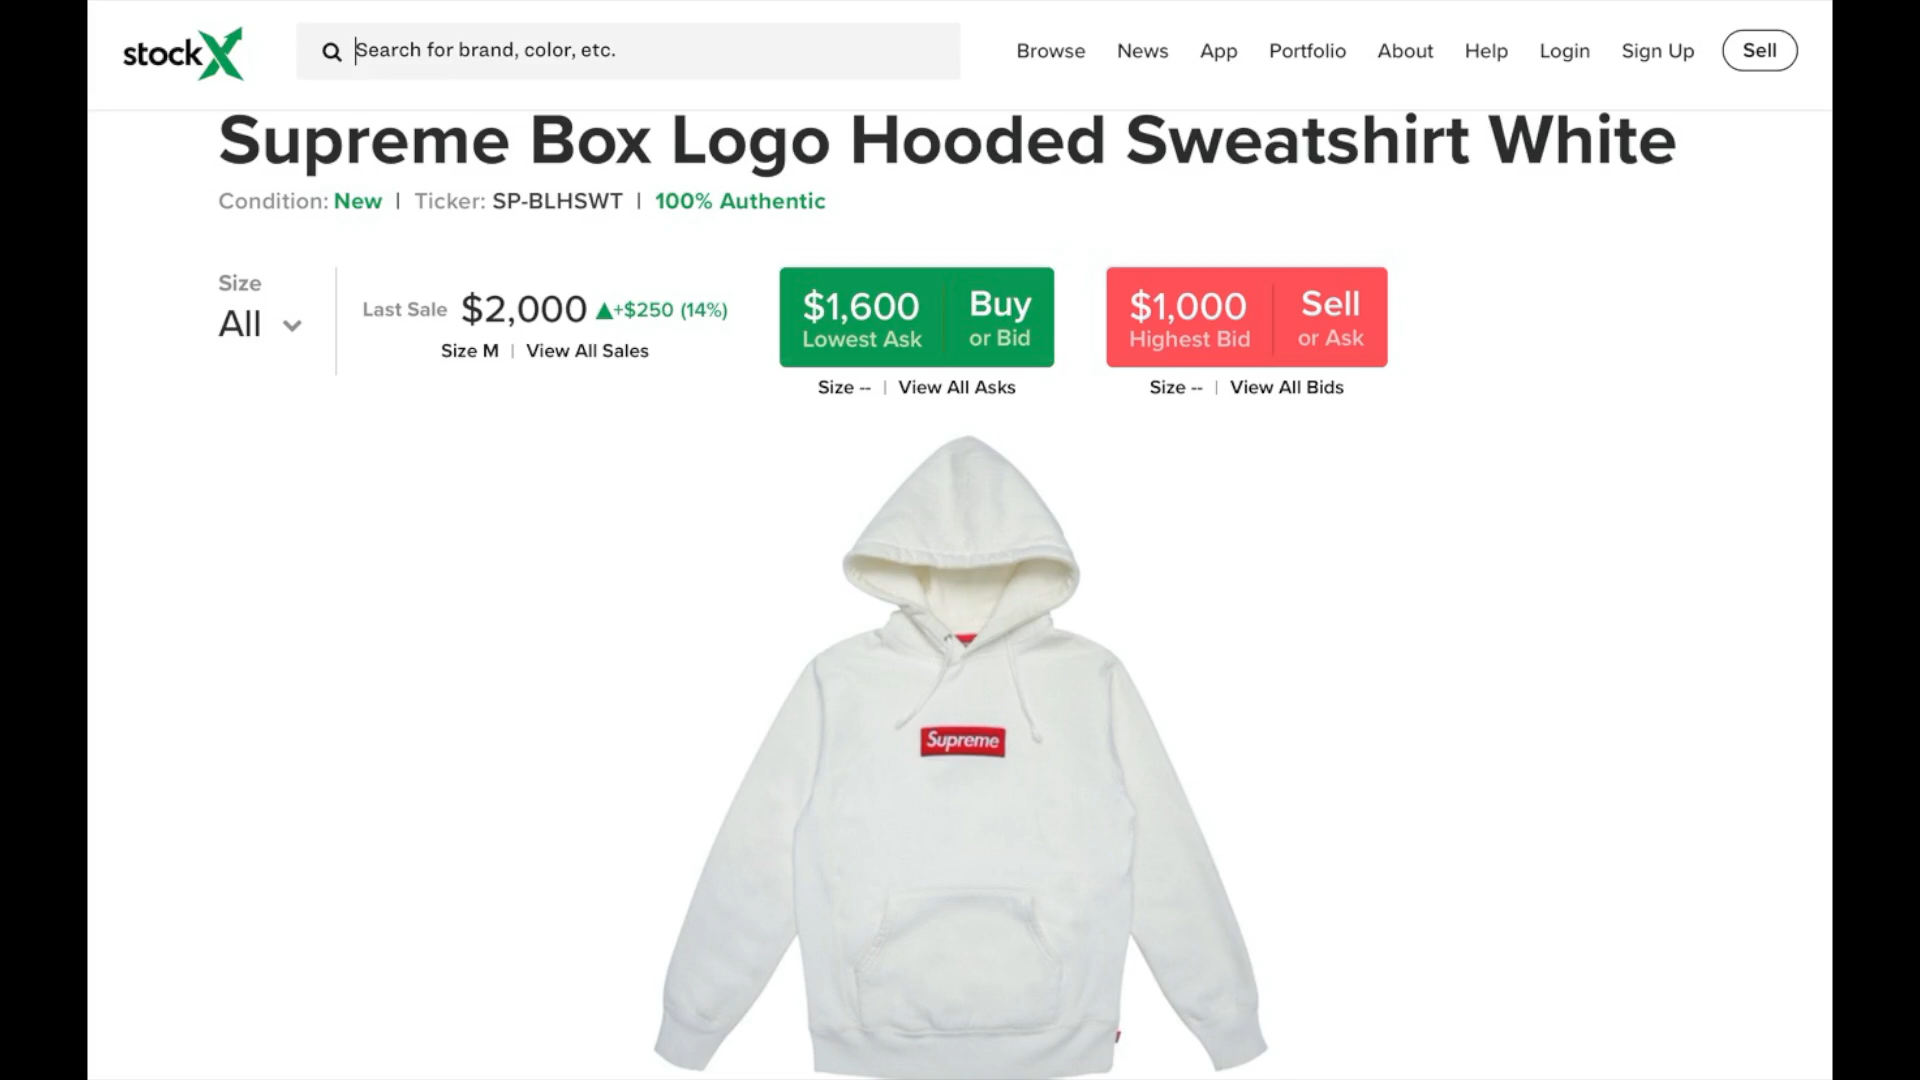 stockX Search for brand, color, etc. Browse News App Portfolio About Help Login Sign Up Sell
Supreme Box Logo Hooded Sweatshirt White
Condition: New | Ticker: SP-BLHSWT | 100% Authentic
Size
All
Last Sale $2,000 ▲+$250 (14%)
Size M | View All Sales
$1,600 Buy
Lowest Ask or Bid
Size -- | View All Asks
$1,000 Sell
Highest Bid or Ask
Size -- | View All Bids
Supreme